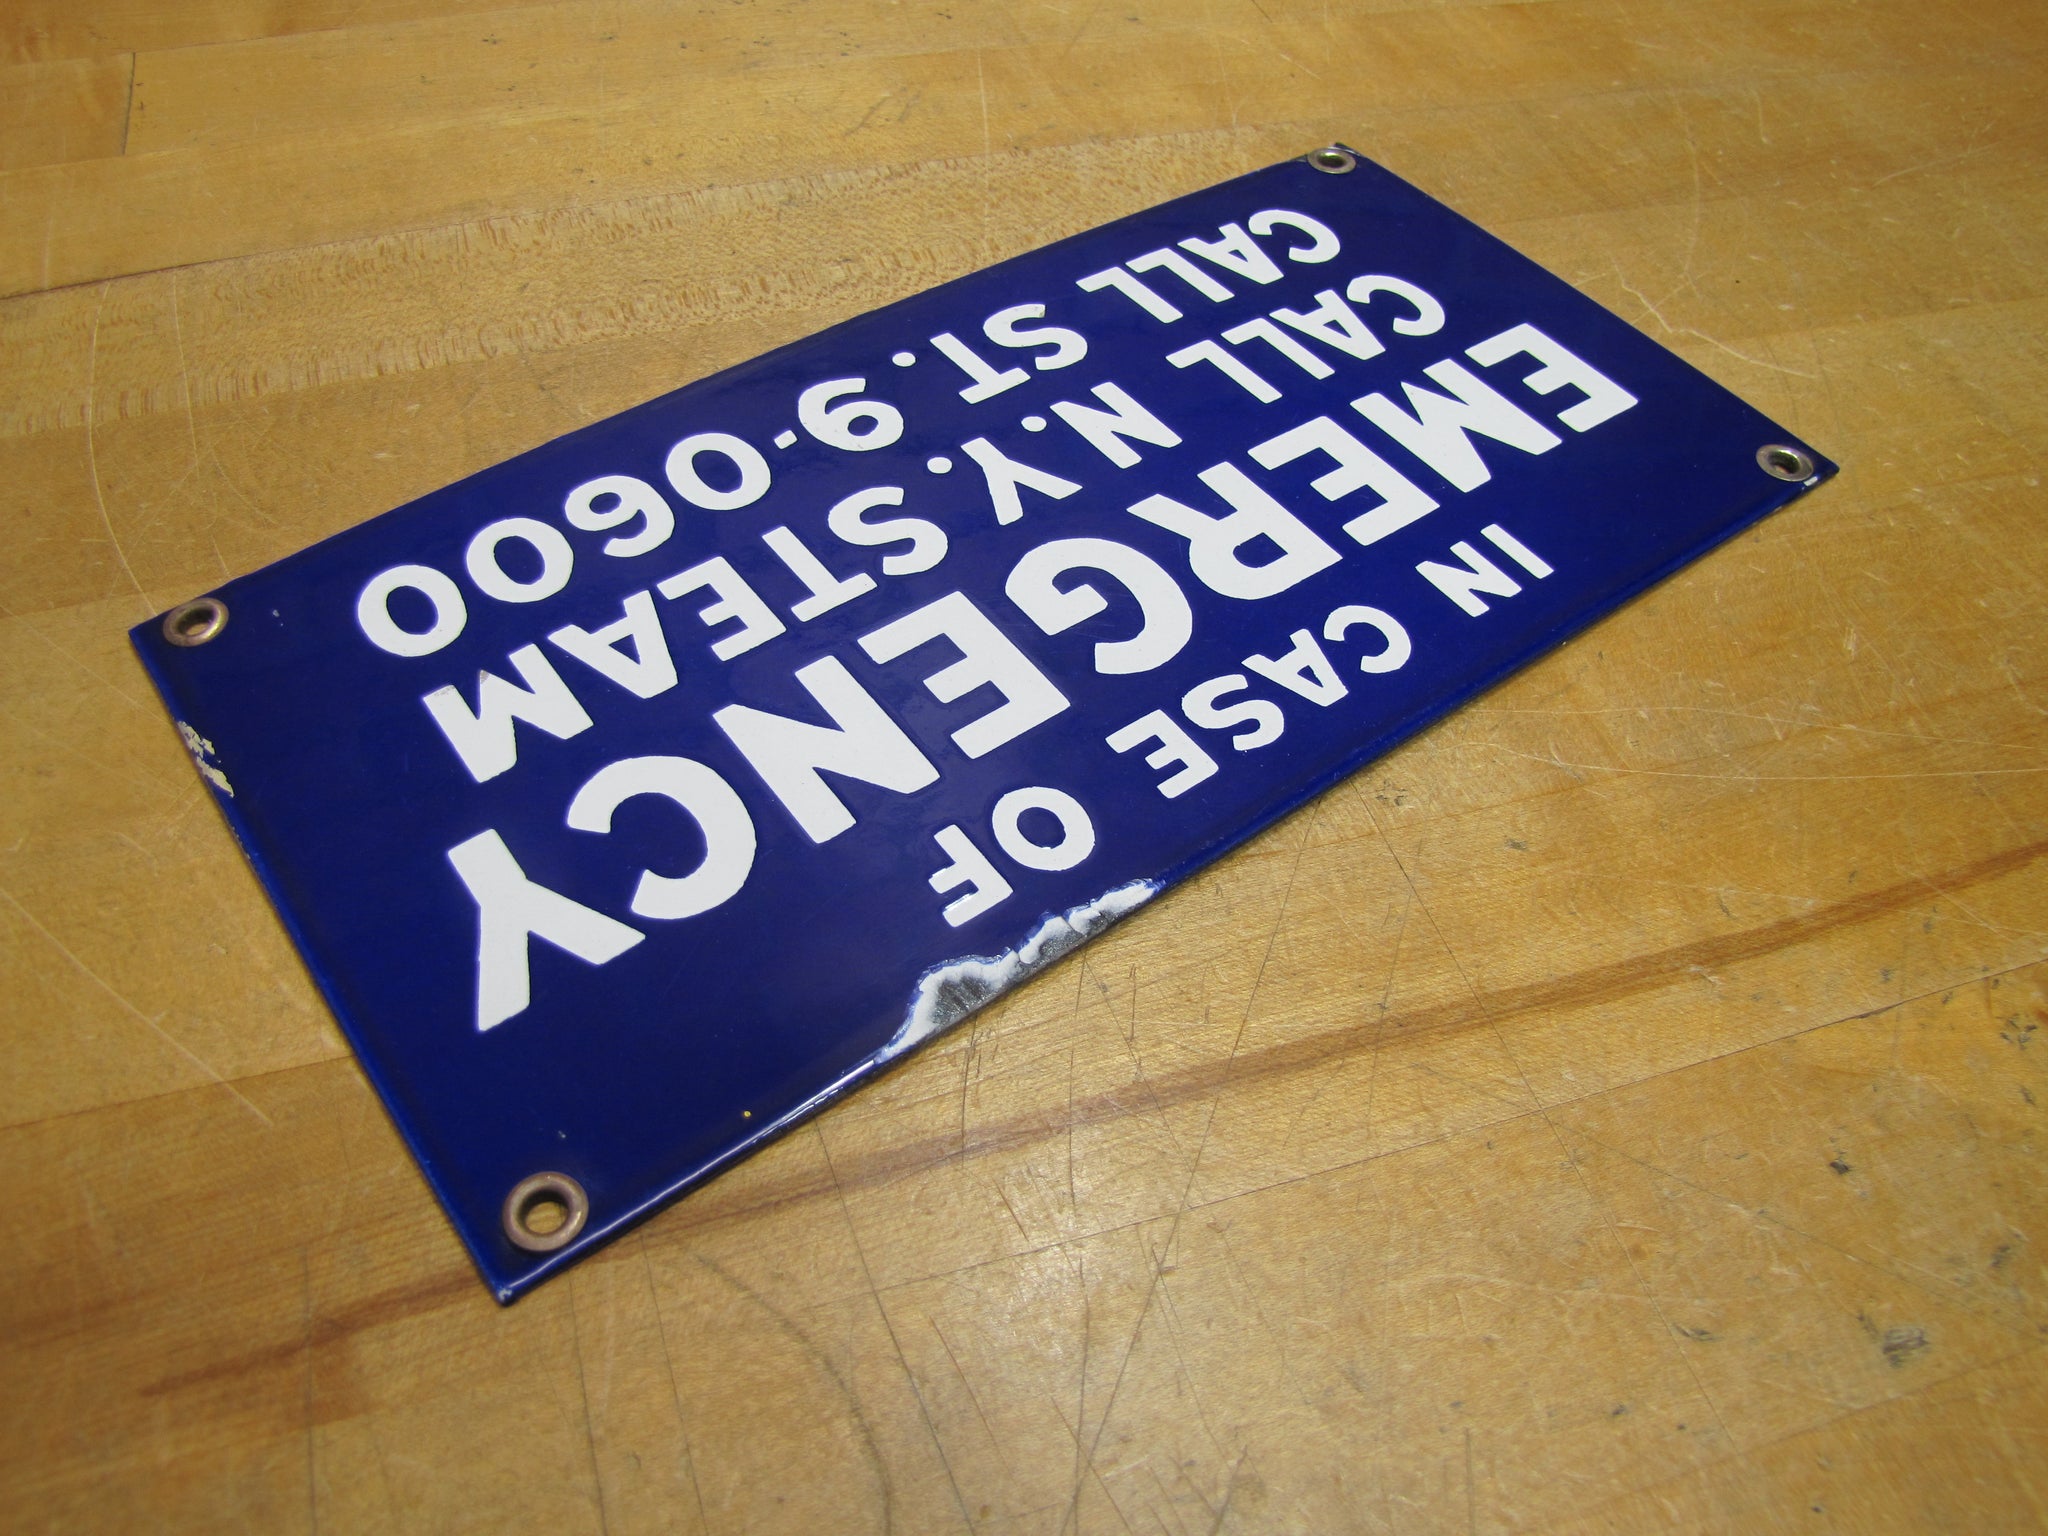 IN CASE OF
EMERGENCY
CALL N.Y. STEAM
CALL ST. 9-0600